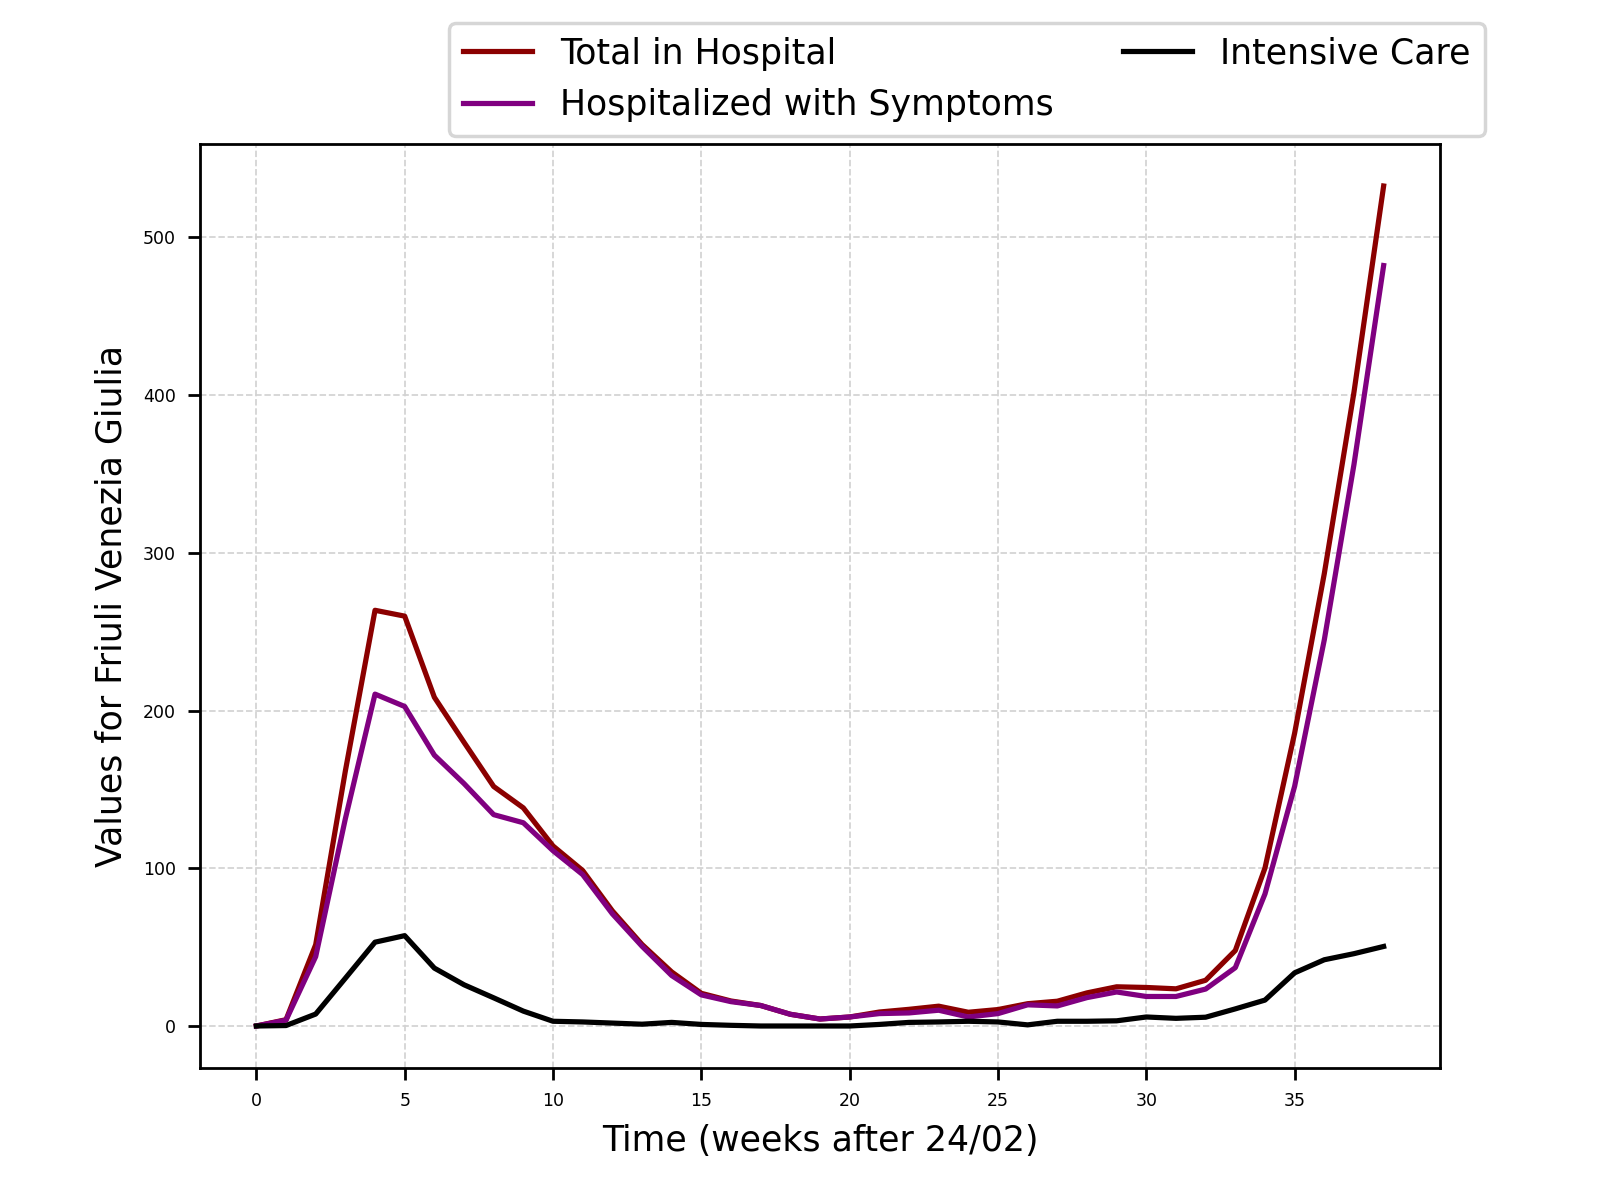 Total in Hospital
Hospitalized with Symptoms
Intensive Care
Values for Friuli Venezia Giulia
500
400
300
200
100
0
0 5 10 15 20 25 30 35
Time (weeks after 24/02)